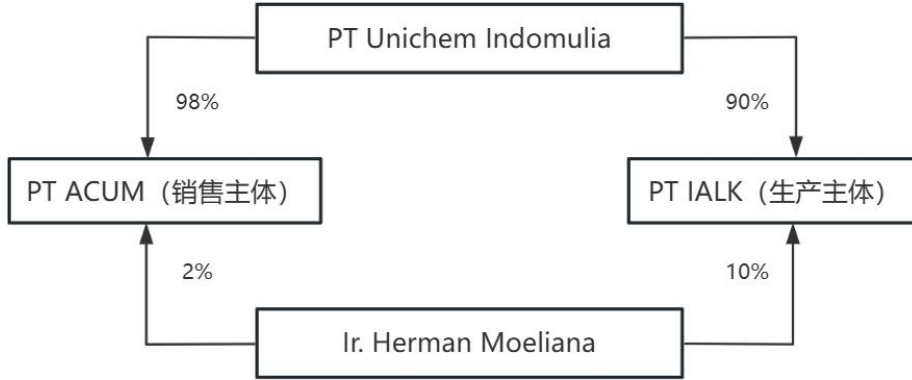 PT Unichem Indomulia
98%
90%
PT ACUM（销售主体）
PT IALK（生产主体）
2%
10%
Ir. Herman Moeliana